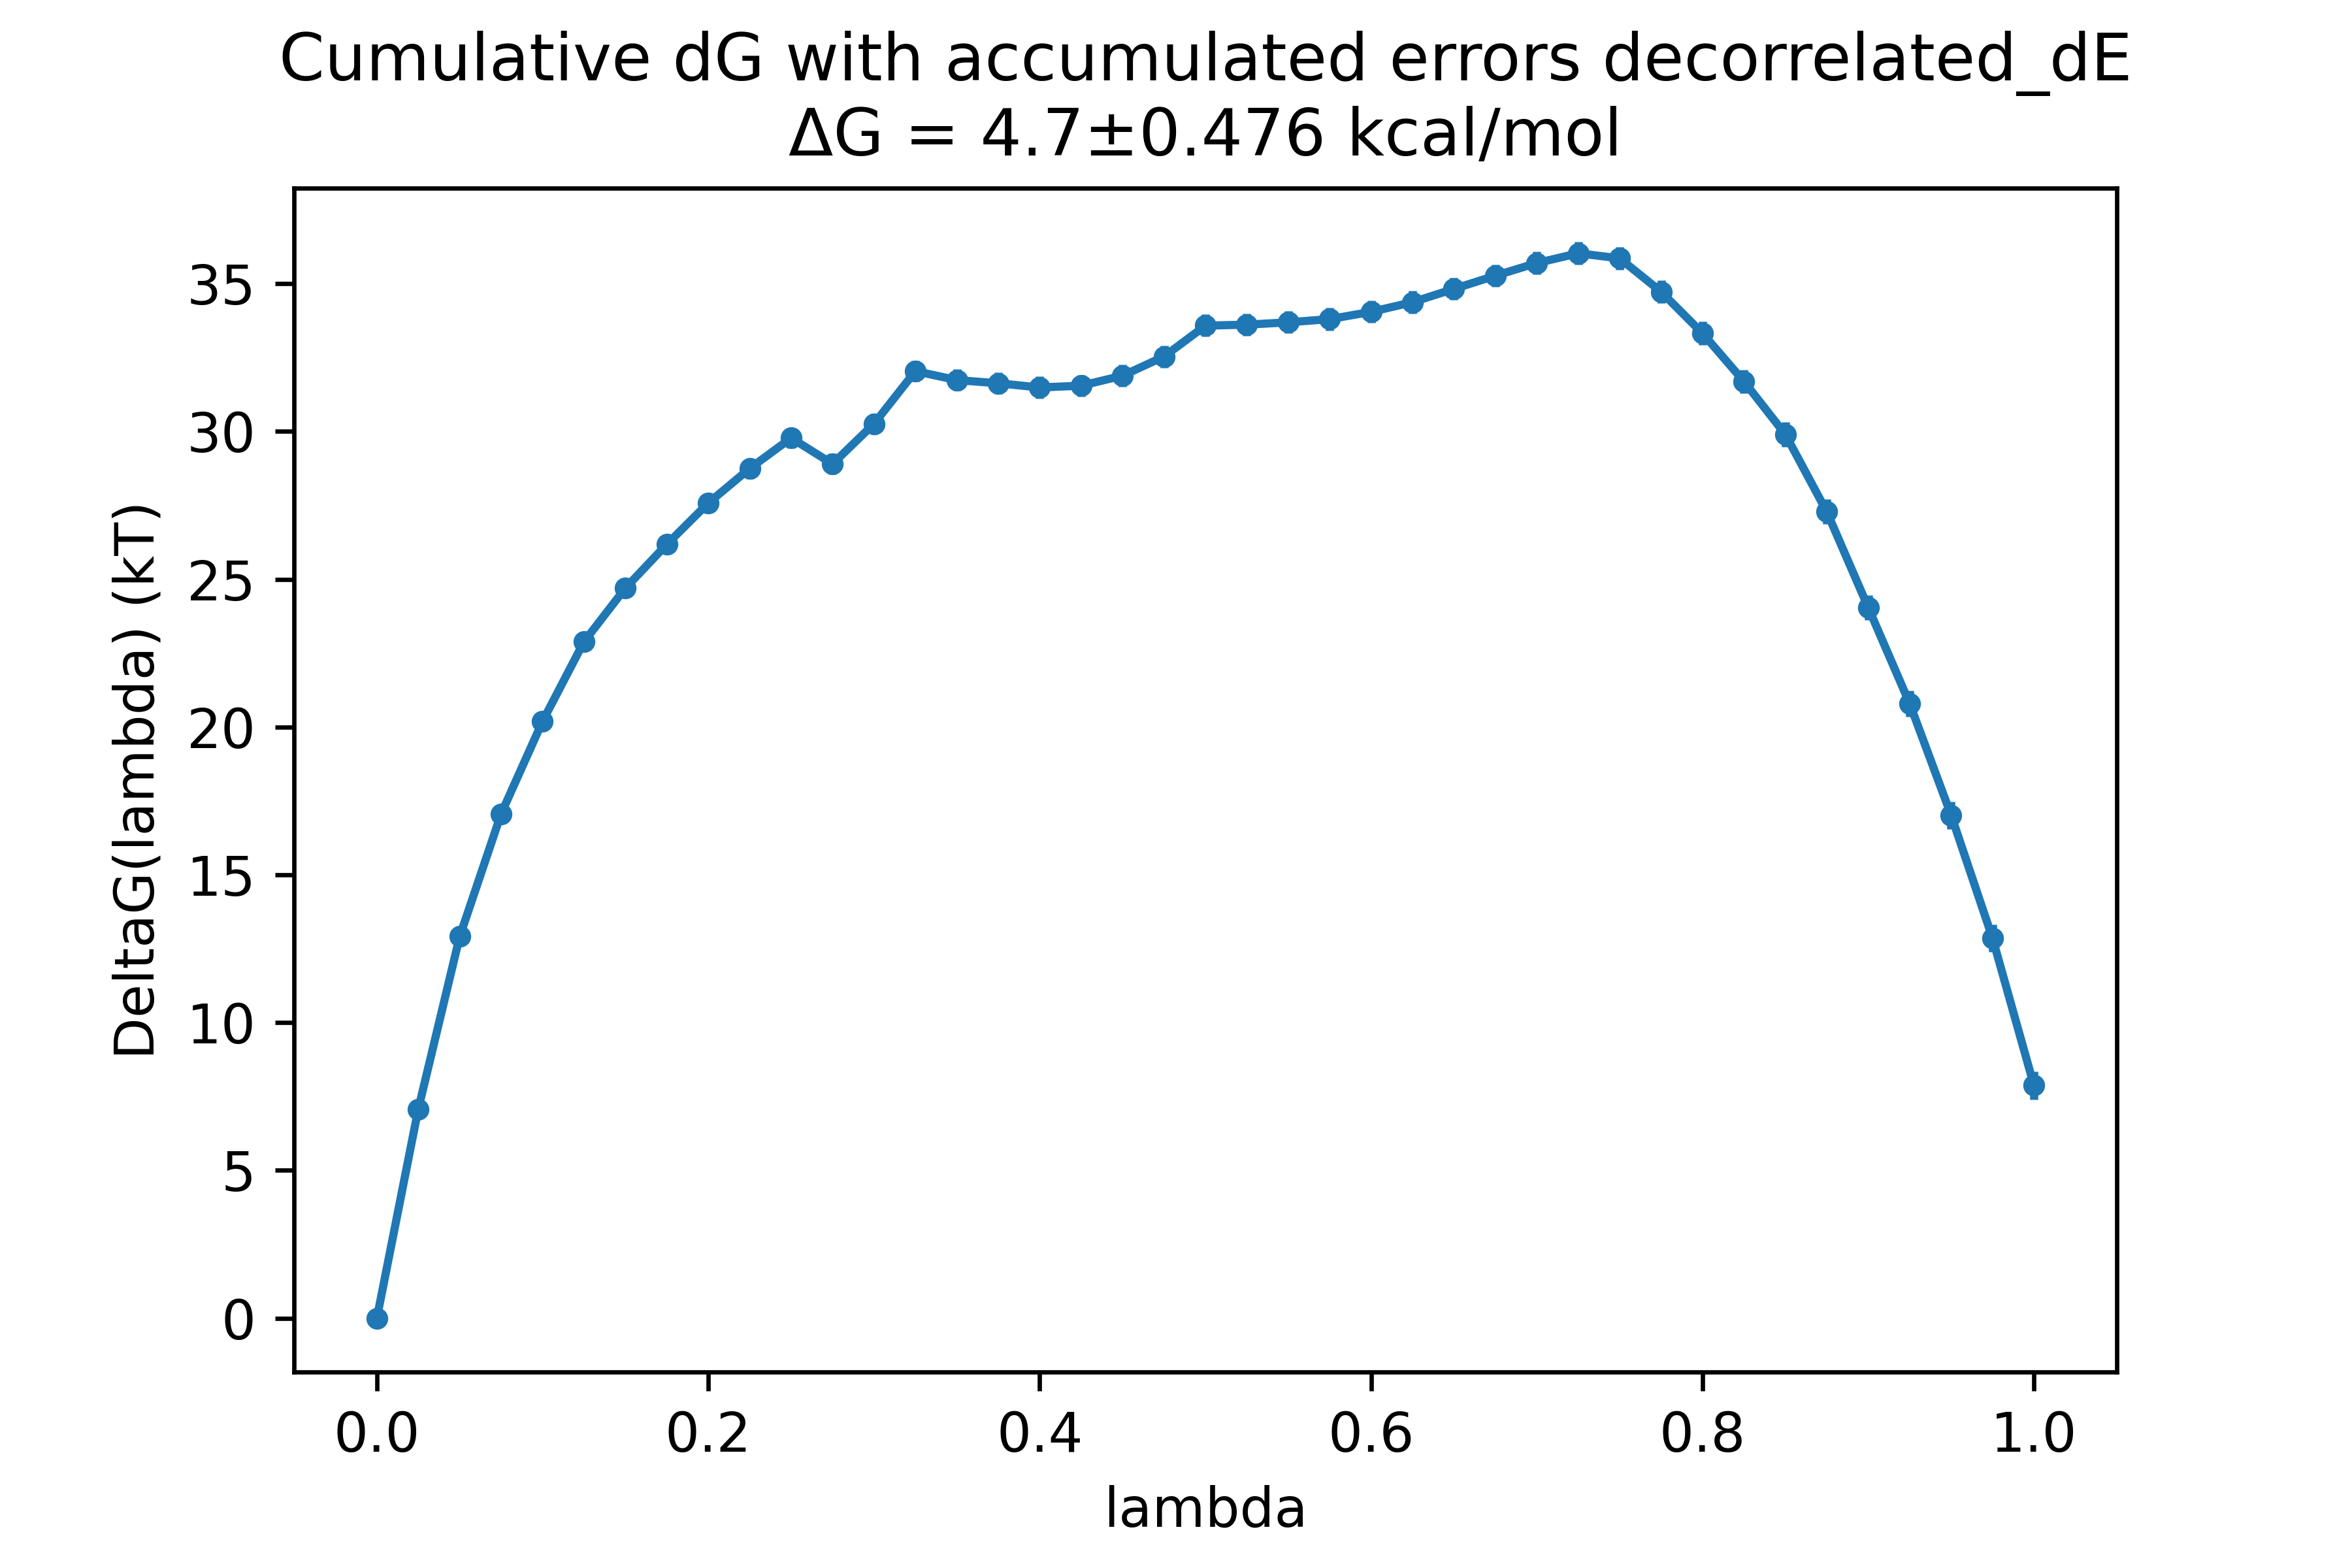 Cumulative dG with accumulated errors decorrelated_dE
ΔG = 4.7±0.476 kcal/mol
DeltaG(lambda) (kT)
35
30
25
20
15
10
5
0
0.0 0.2 0.4 0.6 0.8 1.0
lambda